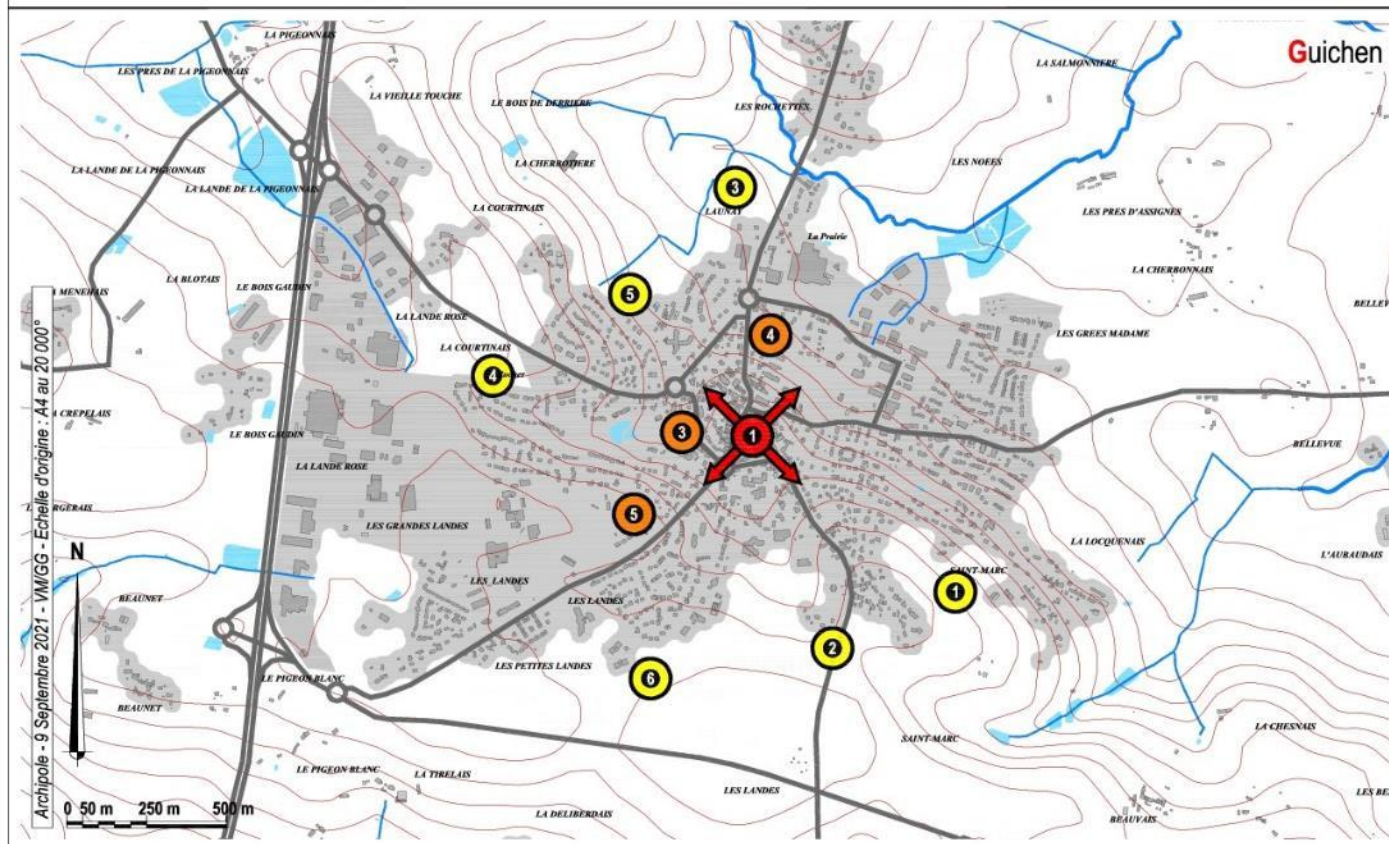 LA PIGEONNAIS
Guichen
LES PRES DE LA PIGEONNAIS
LA SALMONNIERE
LA VIEILLE TOUCHE
LE BOIS DE DERRIERE
LES ROCHETTES
LA LANDE DE LA PIGEONNAIS
LA CHERROTIERE
LES NOEES
LA LANDE DE LA PIGEONNAIS
3
LA COURTINAIS
LAUNAY
LES PRES D'ASSIGNES
La Prairie
LA CHERBONNAIS
LA BLOTAIS
LE BOIS GAUDIN
5
LA LANDE ROSE
4
LES GREES MADAME
LA COURTINAIS
4
LE BOIS GAUDIN
3
1
BELLEVUE
LA LANDE ROSE
5
LES GRANDES LANDES
LA LOCQUENAIS
L'AUBAUDAIS
N
LES LANDES
SAINT-MARC
1
BEAUNET
LES LANDES
2
LES PETITES LANDES
6
LE PIGEON BLANC
BEAUNET
LA CHESNAIS
SAINT-MARC
LE PIGEON BLANC
LA TIRELAIS
LES LANDES
0 50 m 250 m 500 m
LA DELIBERDAIS
BEAUVAIS
Archipole - 9 Septembre 2021 - VM/GG - Echelle d'origine : A4 au 20 000°